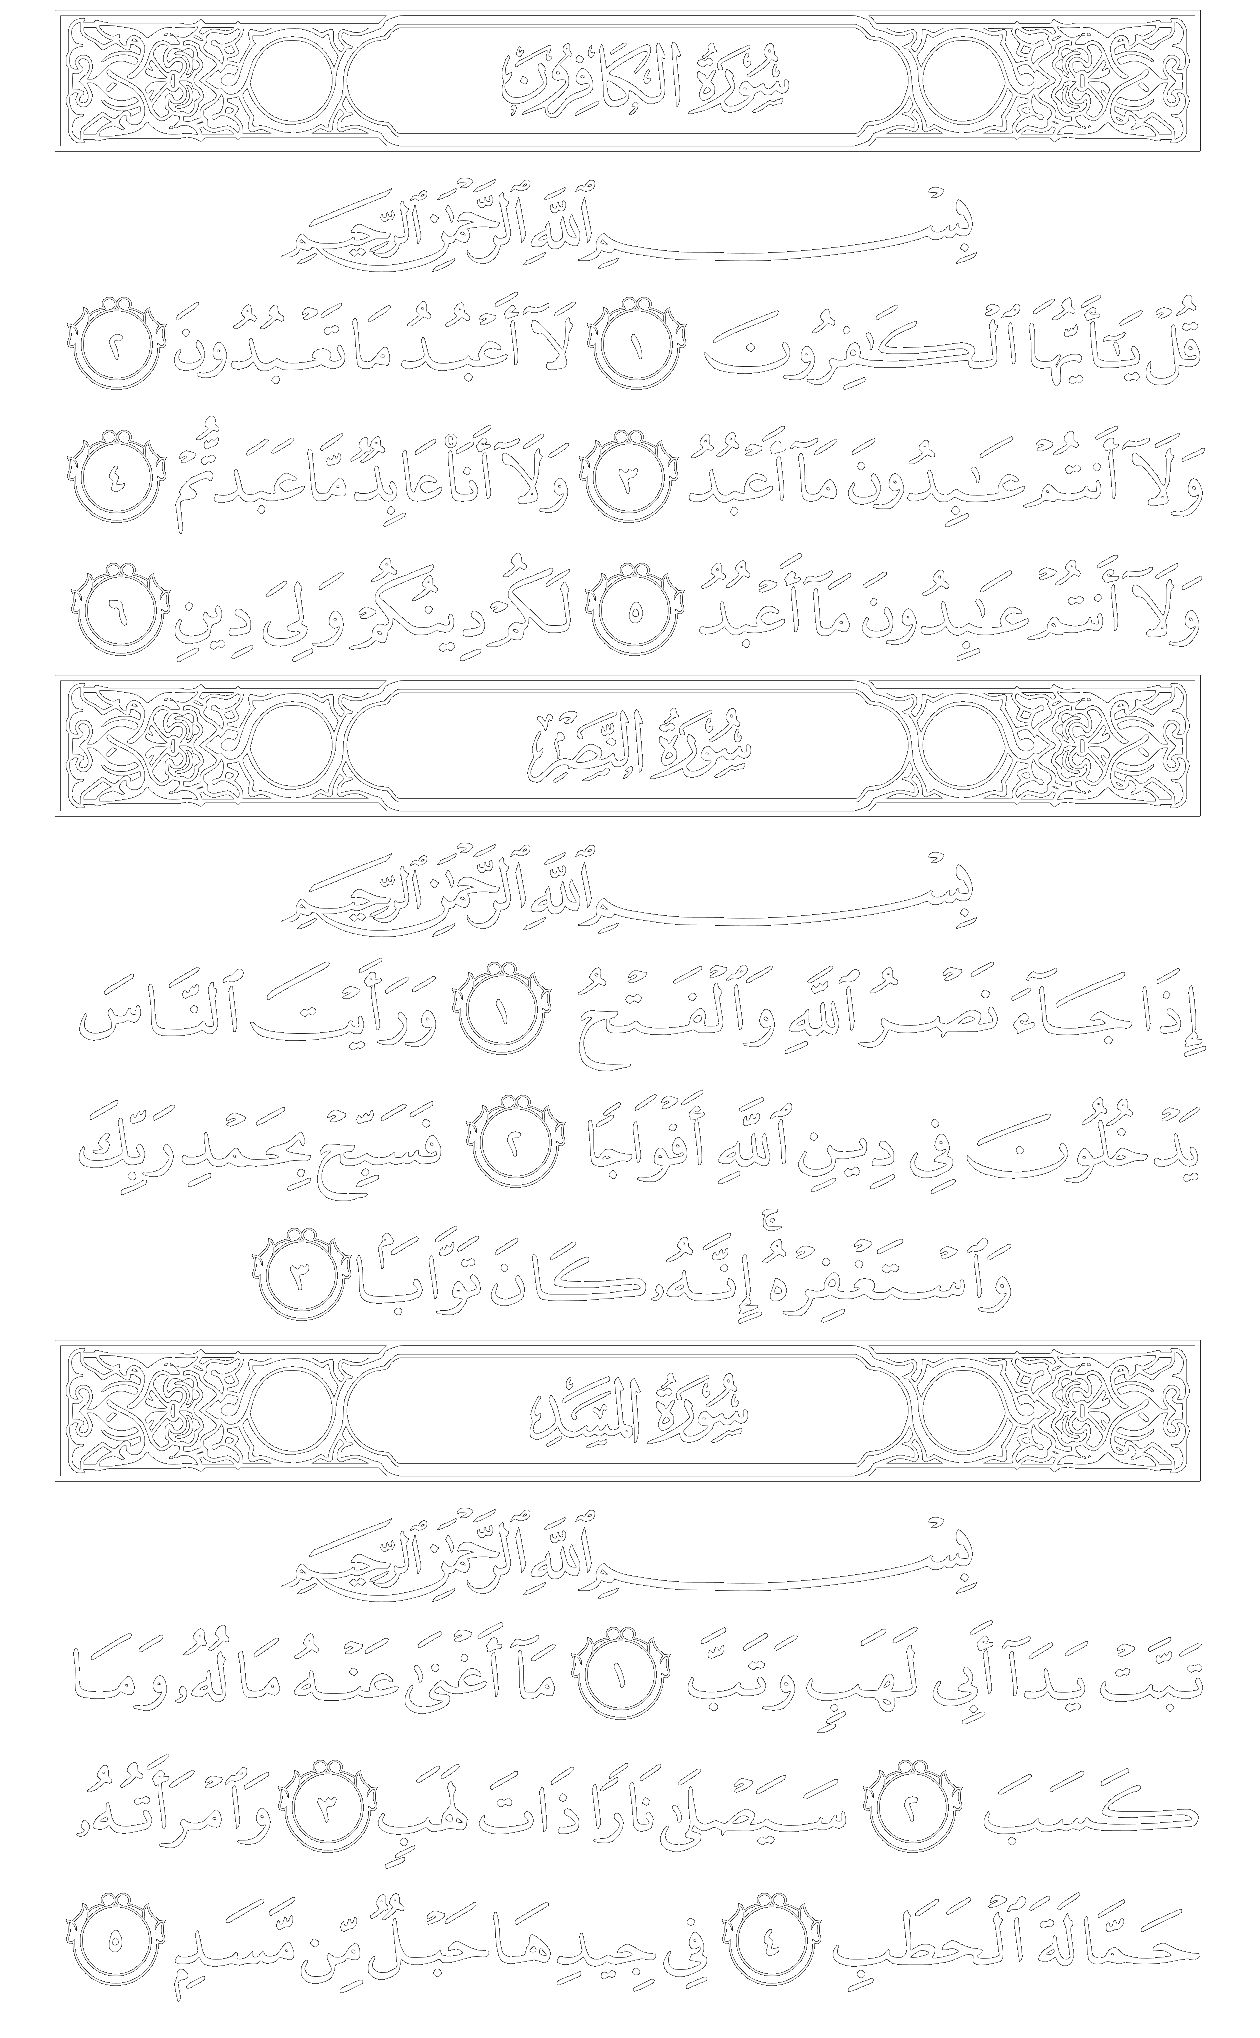 سُورَةُ الكَافِرُونَ
بِسْمِ ٱللَّهِ ٱلرَّحْمَٰنِ ٱلرَّحِيمِ
قُلْ يَٰٓأَيُّهَا ٱلْكَٰفِرُونَ ١ لَآ أَعْبُدُ مَا تَعْبُدُونَ ٢
وَلَآ أَنتُمْ عَٰبِدُونَ مَآ أَعْبُدُ ٣ وَلَآ أَنَا۠ عَابِدٌ مَّا عَبَدتُّمْ ٤
وَلَآ أَنتُمْ عَٰبِدُونَ مَآ أَعْبُدُ ٥ لَكُمْ دِينُكُمْ وَلِىَ دِينِ ٦
سُورَةُ النَّصۡرِ
بِسْمِ ٱللَّهِ ٱلرَّحْمَٰنِ ٱلرَّحِيمِ
إِذَا جَآءَ نَصْرُ ٱللَّهِ وَٱلْفَتْحُ ١ وَرَأَيْتَ ٱلنَّاسَ
يَدْخُلُونَ فِى دِينِ ٱللَّهِ أَفْوَاجًا ٢ فَسَبِّحْ بِحَمْدِ رَبِّكَ
وَٱسْتَغْفِرْهُ ۚ إِنَّهُۥ كَانَ تَوَّابَۢا ٣
سُورَةُ المَسَدِ
بِسْمِ ٱللَّهِ ٱلرَّحْمَٰنِ ٱلرَّحِيمِ
تَبَّتْ يَدَآ أَبِى لَهَبٍ وَتَبَّ ١ مَآ أَغْنَىٰ عَنْهُ مَالُهُۥ وَمَا
كَسَبَ ٢ سَيَصْلَىٰ نَارًا ذَاتَ لَهَبٍ ٣ وَٱمْرَأَتُهُۥ
حَمَّالَةَ ٱلْحَطَبِ ٤ فِى جِيدِهَا حَبْلٌ مِّن مَّسَدٍۭ ٥